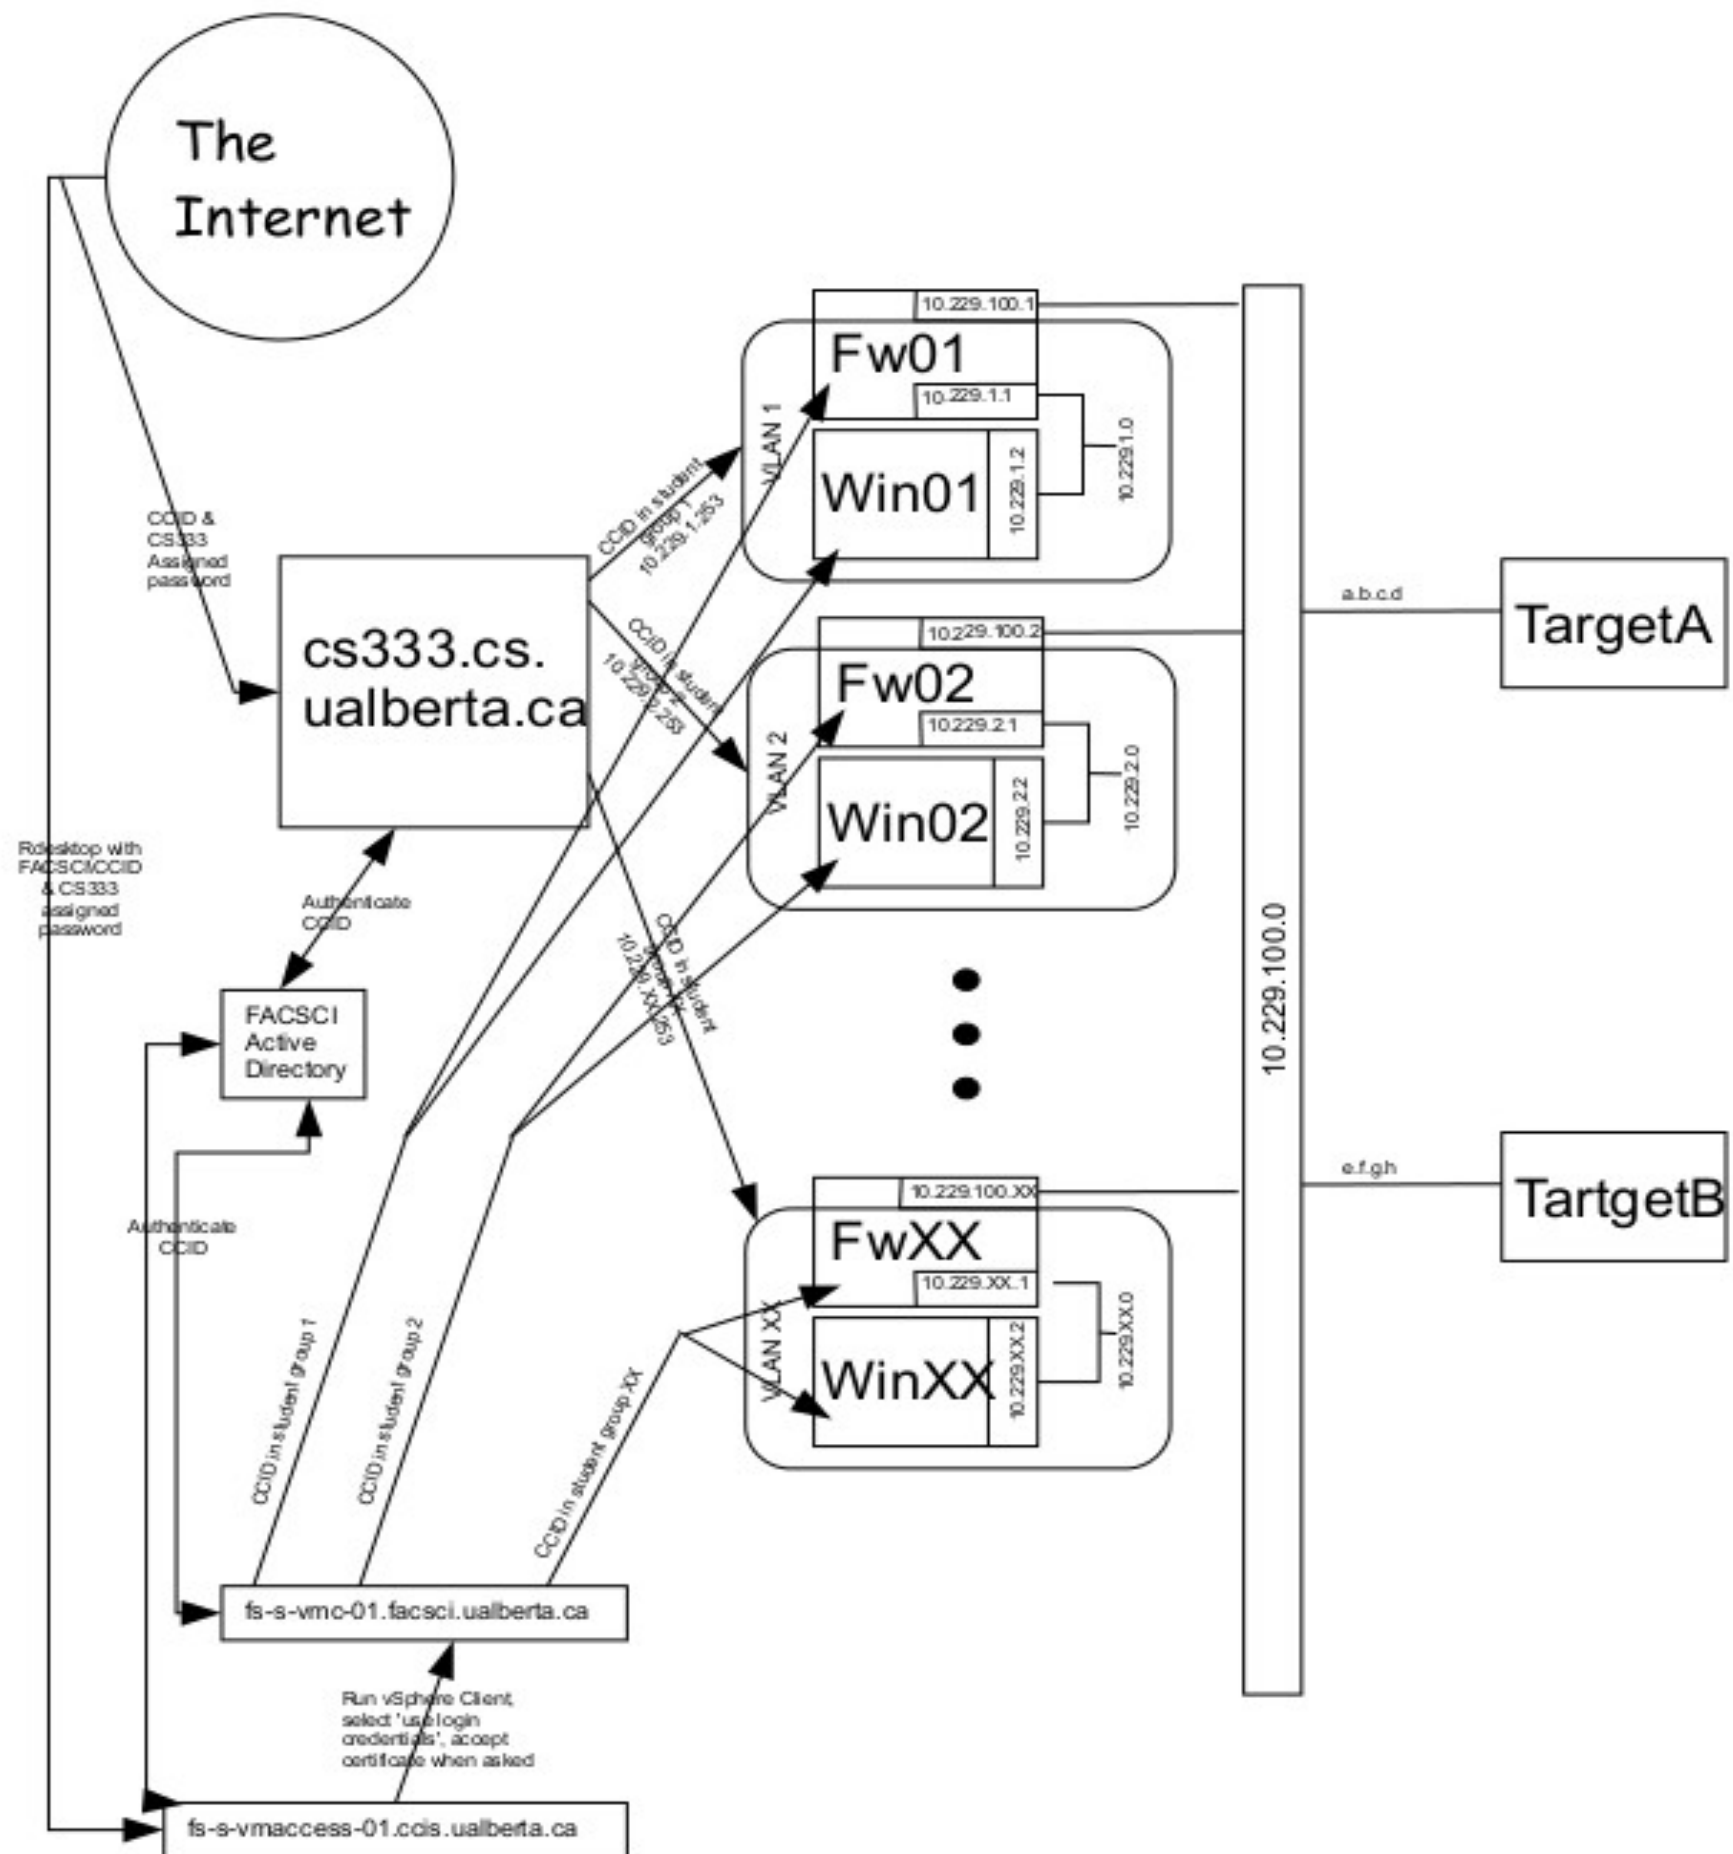 The
Internet
10.229.100.1
Fw01
10.229.1.1
VLAN 1
Win01
10.229.1.2
10.229.1.0
CCID in student
group 1
10.229.1.253
CCID &
CS333
Assigned
password
cs333.cs.
ualberta.ca
CCID in student
group 2
10.229.2.253
10.229.100.2
Fw02
10.229.2.1
VLAN 2
Win02
10.229.2.2
10.229.2.0
a.b.c.d
TargetA
Rdesktop with
FACSCI\CCID
& CS333
assigned
password
Authenticate
CCID
CCID in student
group XX
10.229.XX.253
10.229.100.0
FACSCI
Active
Directory
e.f.g.h
TartgetB
10.229.100.XX
FwXX
10.229.XX.1
VLAN XX
WinXX
10.229.XX.2
10.229.XX.0
Authenticate
CCID
CCID in student group 1
CCID in student group 2
CCID in student group XX
fs-s-vmc-01.facsci.ualberta.ca
Run vSphere Client,
select 'use login
credentials', accept
certificate when asked
fs-s-vmaccess-01.ccis.ualberta.ca